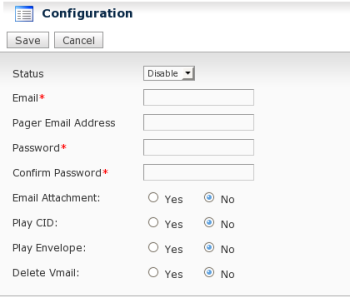 Configuration
Save Cancel
Status Disable
Email*
Pager Email Address
Password*
Confirm Password*
Email Attachment: Yes No
Play CID: Yes No
Play Envelope: Yes No
Delete Vmail: Yes No